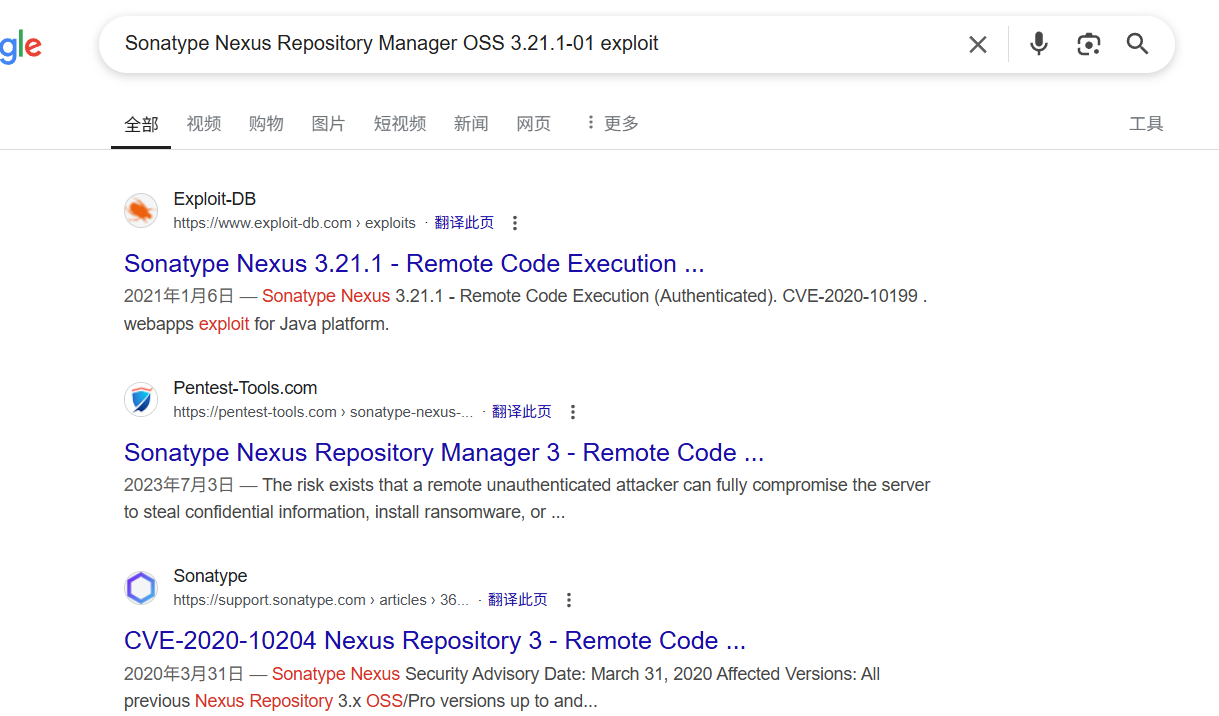 gle
Sonatype Nexus Repository Manager OSS 3.21.1-01 exploit
全部 视频 购物 图片 短视频 新闻 网页 更多 工具
Exploit-DB
https://www.exploit-db.com › exploits · 翻译此页
Sonatype Nexus 3.21.1 - Remote Code Execution ...
2021年1月6日 — Sonatype Nexus 3.21.1 - Remote Code Execution (Authenticated). CVE-2020-10199 .
webapps exploit for Java platform.
Pentest-Tools.com
https://pentest-tools.com › sonatype-nexus-... · 翻译此页
Sonatype Nexus Repository Manager 3 - Remote Code ...
2023年7月3日 — The risk exists that a remote unauthenticated attacker can fully compromise the server
to steal confidential information, install ransomware, or ...
Sonatype
https://support.sonatype.com › articles › 36... · 翻译此页
CVE-2020-10204 Nexus Repository 3 - Remote Code ...
2020年3月31日 — Sonatype Nexus Security Advisory Date: March 31, 2020 Affected Versions: All
previous Nexus Repository 3.x OSS/Pro versions up to and...